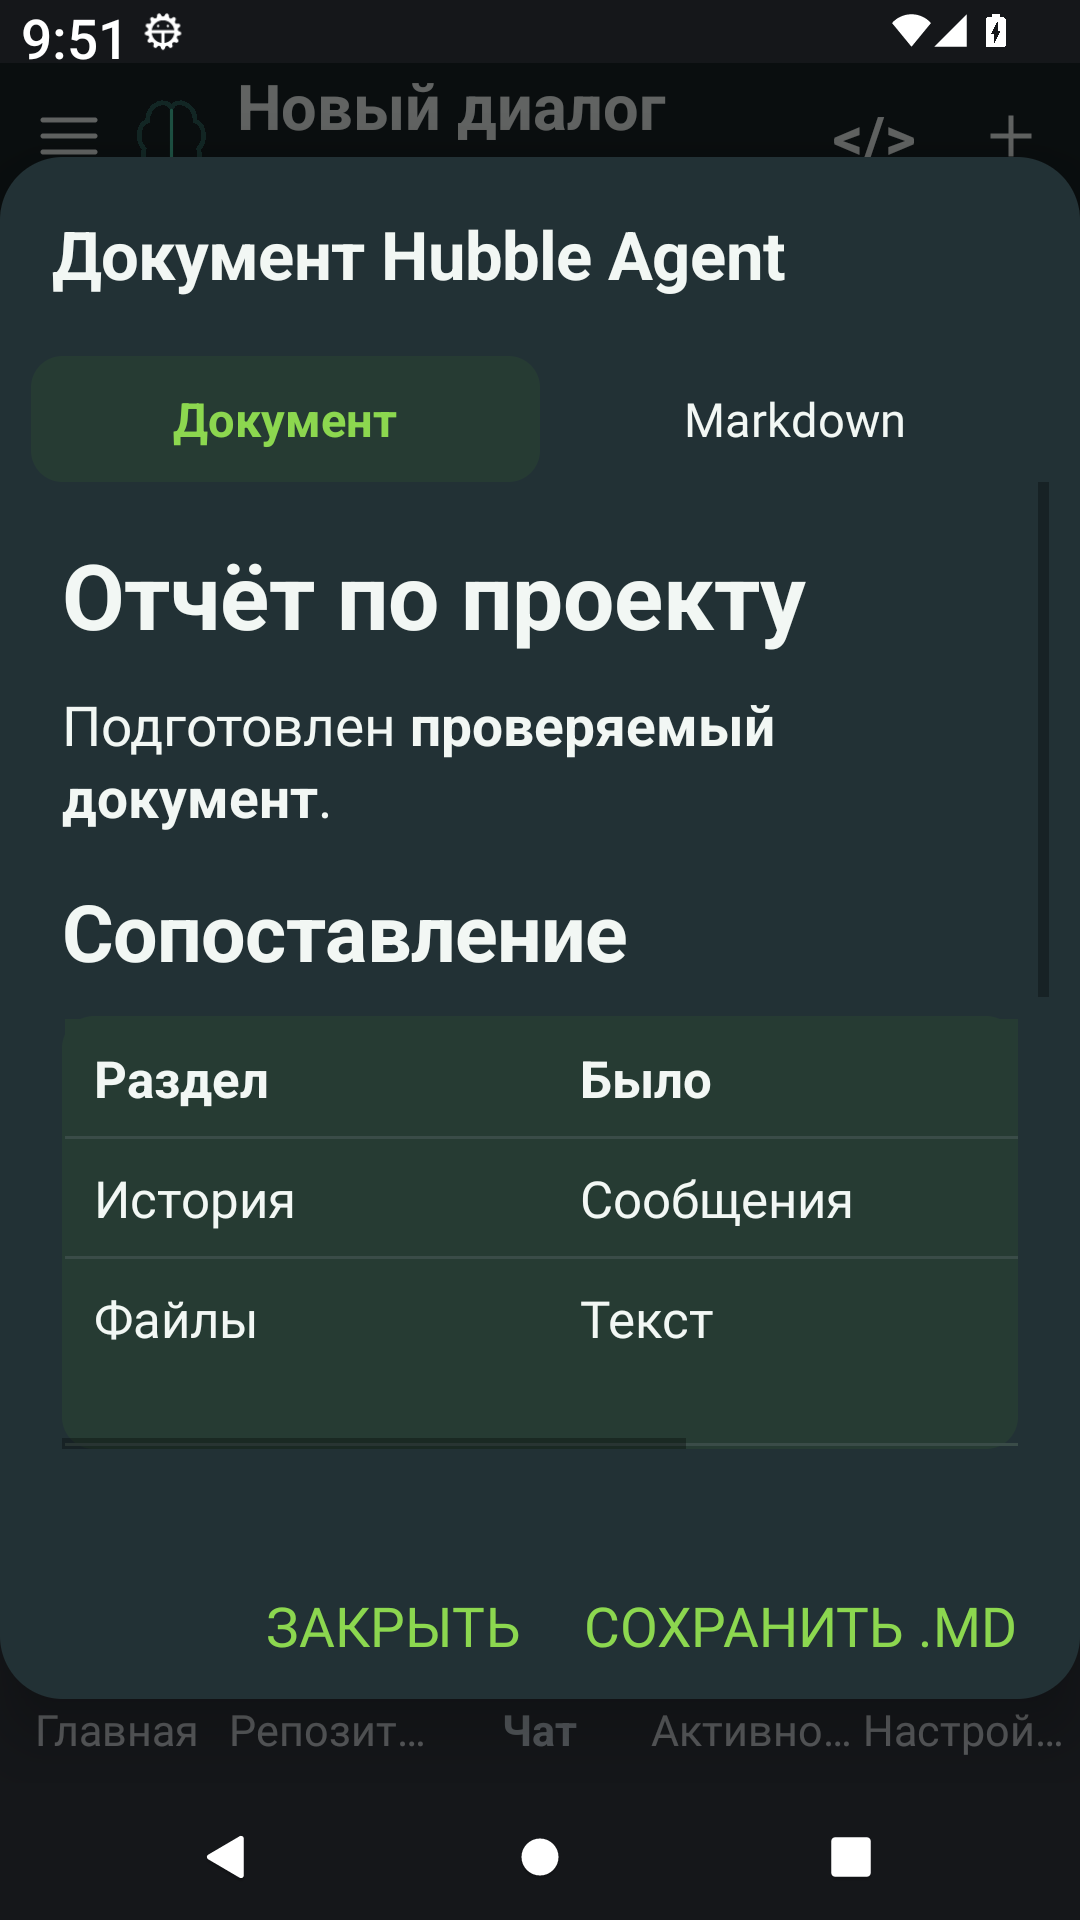 9:51
Новый диалог
</>
Документ Hubble Agent
Документ Markdown
Отчёт по проекту
Подготовлен проверяемый
документ.
Сопоставление
Раздел Было
История Сообщения
Файлы Текст
ЗАКРЫТЬ СОХРАНИТЬ .MD
Главная Репозит... Чат Активно... Настрой...